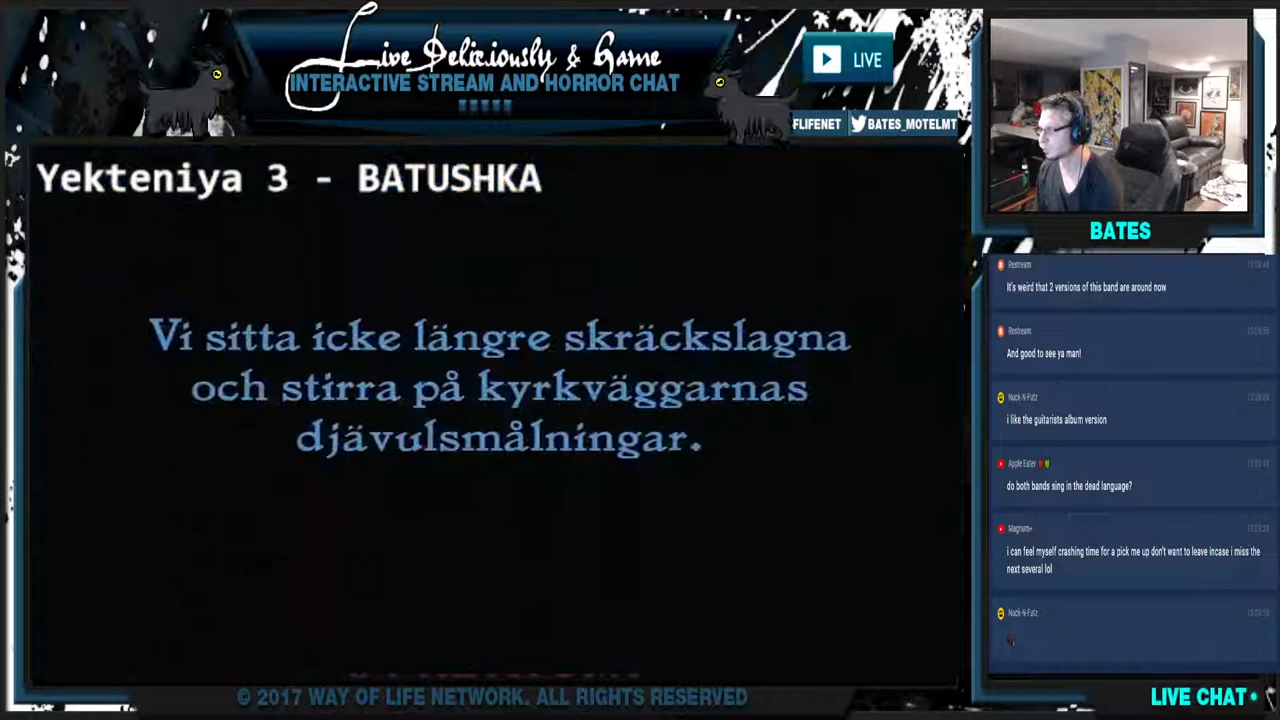 Live Deliciously & Game
INTERACTIVE STREAM AND HORROR CHAT
LIVE
FLIFENET
BATES_MOTELMT
Yekteniya 3 - BATUSHKA
Vi sitta icke längre skräckslagna
och stirra på kyrkväggarnas
djävulsmålningar.
© 2017 WAY OF LIFE NETWORK. ALL RIGHTS RESERVED
BATES
Restream
It's weird that 2 versions of this band are around now
Restream
And good to see ya man!
Nuck-N-Futz
i like the guitarists album version
Apple Eater
do both bands sing in the dead language?
Magnum+
i can feel myself crashing time for a pick me up don't want to leave incase i miss the
next several lol
Nuck-N-Futz
LIVE CHAT